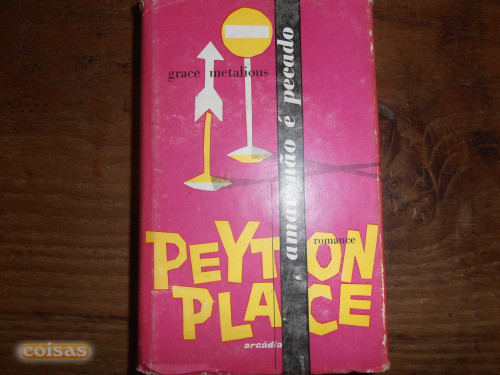 grace metalious
amar não é pecado
romance
PEYTON
PLACE
arcádia
coisas